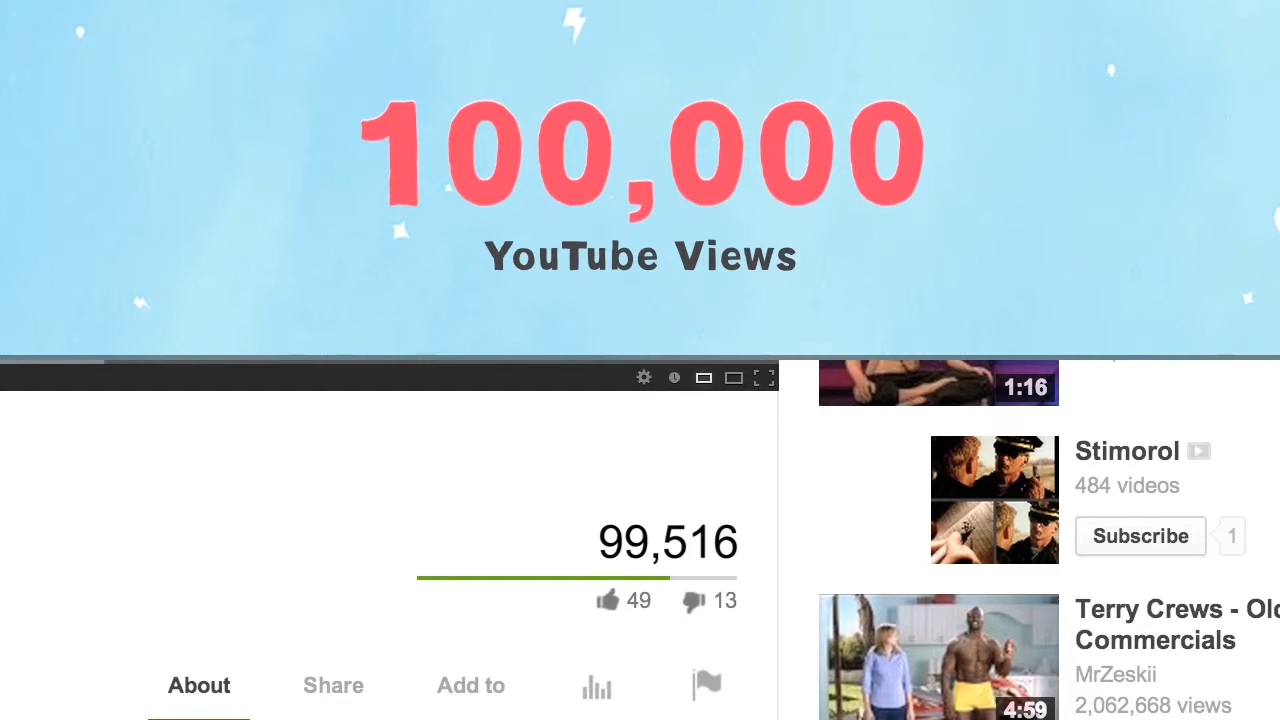 100,000
YouTube Views
1:16
Stimorol
484 videos
Subscribe 1
99,516
49 13
About Share Add to
Terry Crews - Old
Commercials
MrZeskii
2,062,668 views
4:59